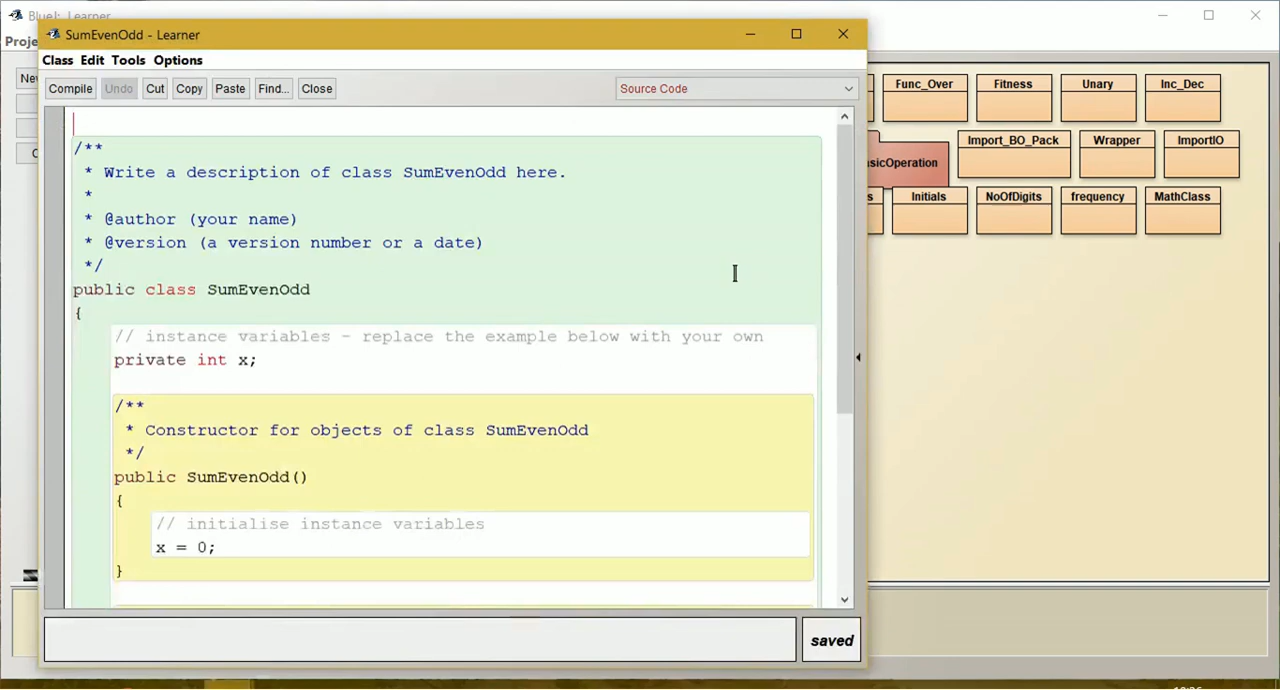 BlueJ: Learner
SumEvenOdd - Learner
Proje
Class Edit Tools Options
New
Compile Undo Cut Copy Paste Find... Close
Source Code
Func_Over Fitness Unary Inc_Dec
asicOperation Import_BO_Pack Wrapper ImportIO
s Initials NoOfDigits frequency MathClass
/**
* Write a description of class SumEvenOdd here.
*
* @author (your name)
* @version (a version number or a date)
*/
public class SumEvenOdd
{
// instance variables - replace the example below with your own
private int x;
/**
* Constructor for objects of class SumEvenOdd
*/
public SumEvenOdd()
{
// initialise instance variables
x = 0;
}
saved